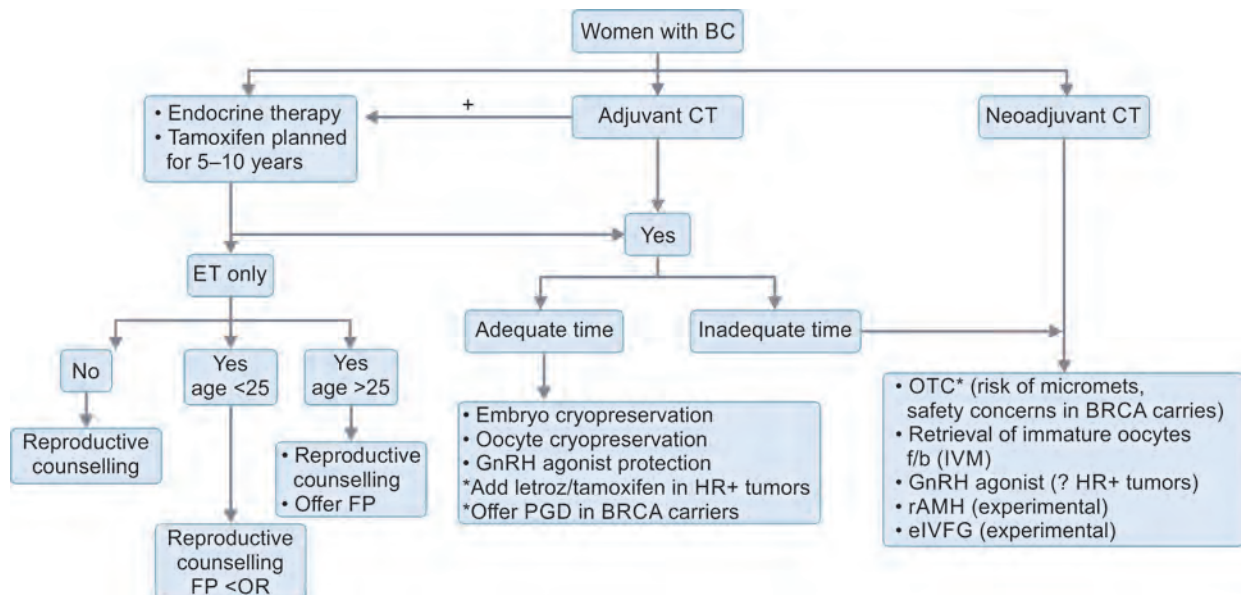 Women with BC
• Endocrine therapy
• Tamoxifen planned
for 5–10 years
+
Adjuvant CT
Neoadjuvant CT
Yes
ET only
Adequate time
Inadequate time
No
Yes
age <25
Yes
age >25
Reproductive
counselling
• Reproductive
counselling
• Offer FP
Reproductive
counselling
FP <OR
• Embryo cryopreservation
• Oocyte cryopreservation
• GnRH agonist protection
*Add letroz/tamoxifen in HR+ tumors
*Offer PGD in BRCA carriers
• OTC* (risk of micromets,
safety concerns in BRCA carries)
• Retrieval of immature oocytes
f/b (IVM)
• GnRH agonist (? HR+ tumors)
• rAMH (experimental)
• eIVFG (experimental)